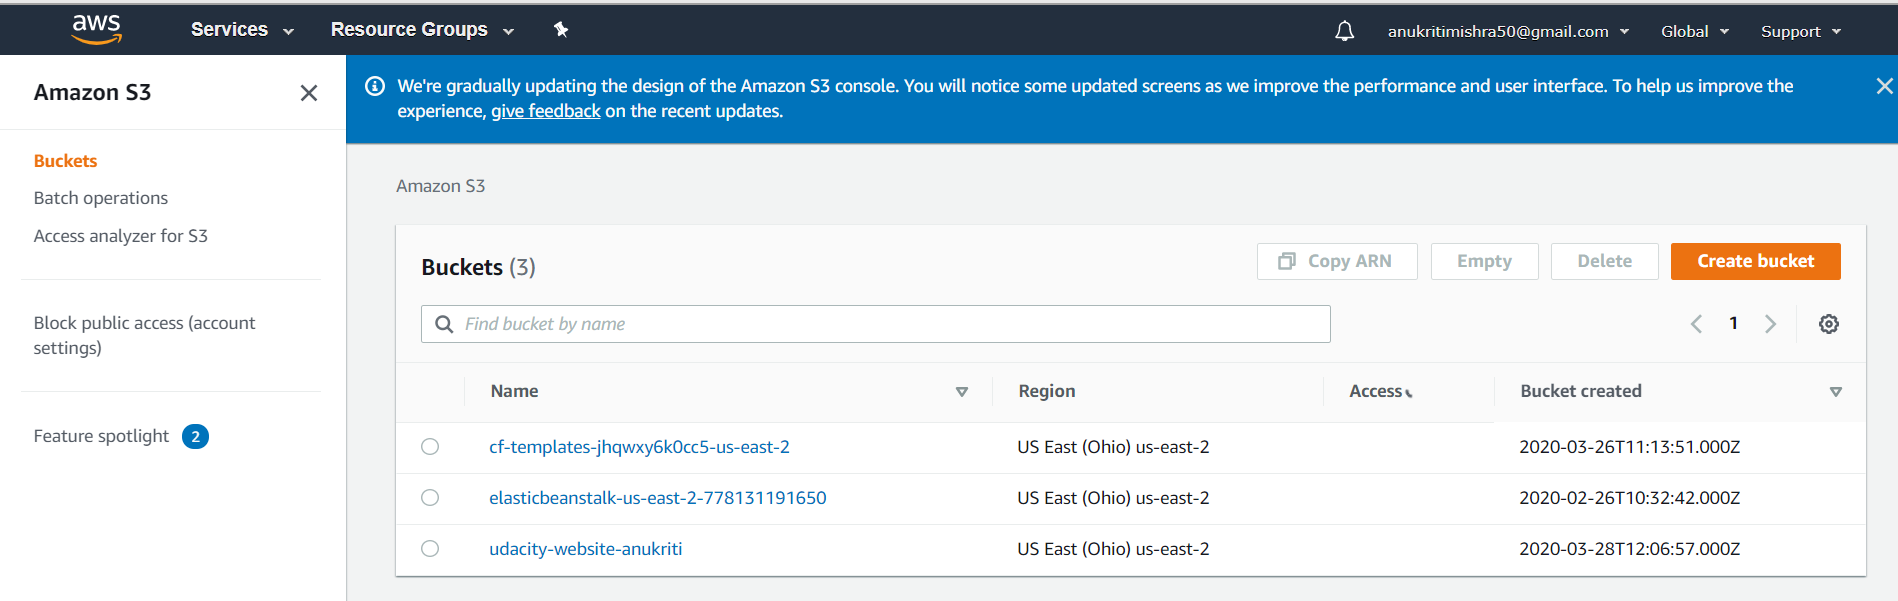 aws
Services
Resource Groups
anukritimishra50@gmail.com
Global
Support
Amazon S3
We're gradually updating the design of the Amazon S3 console. You will notice some updated screens as we improve the performance and user interface. To help us improve the
experience, give feedback on the recent updates.
Buckets
Batch operations
Access analyzer for S3
Block public access (account
settings)
Feature spotlight 2
Amazon S3
Buckets (3)
Copy ARN
Empty
Delete
Create bucket
Find bucket by name
1
Name Region Access Bucket created
cf-templates-jhqwxy6k0cc5-us-east-2 US East (Ohio) us-east-2 2020-03-26T11:13:51.000Z
elasticbeanstalk-us-east-2-778131191650 US East (Ohio) us-east-2 2020-02-26T10:32:42.000Z
udacity-website-anukriti US East (Ohio) us-east-2 2020-03-28T12:06:57.000Z